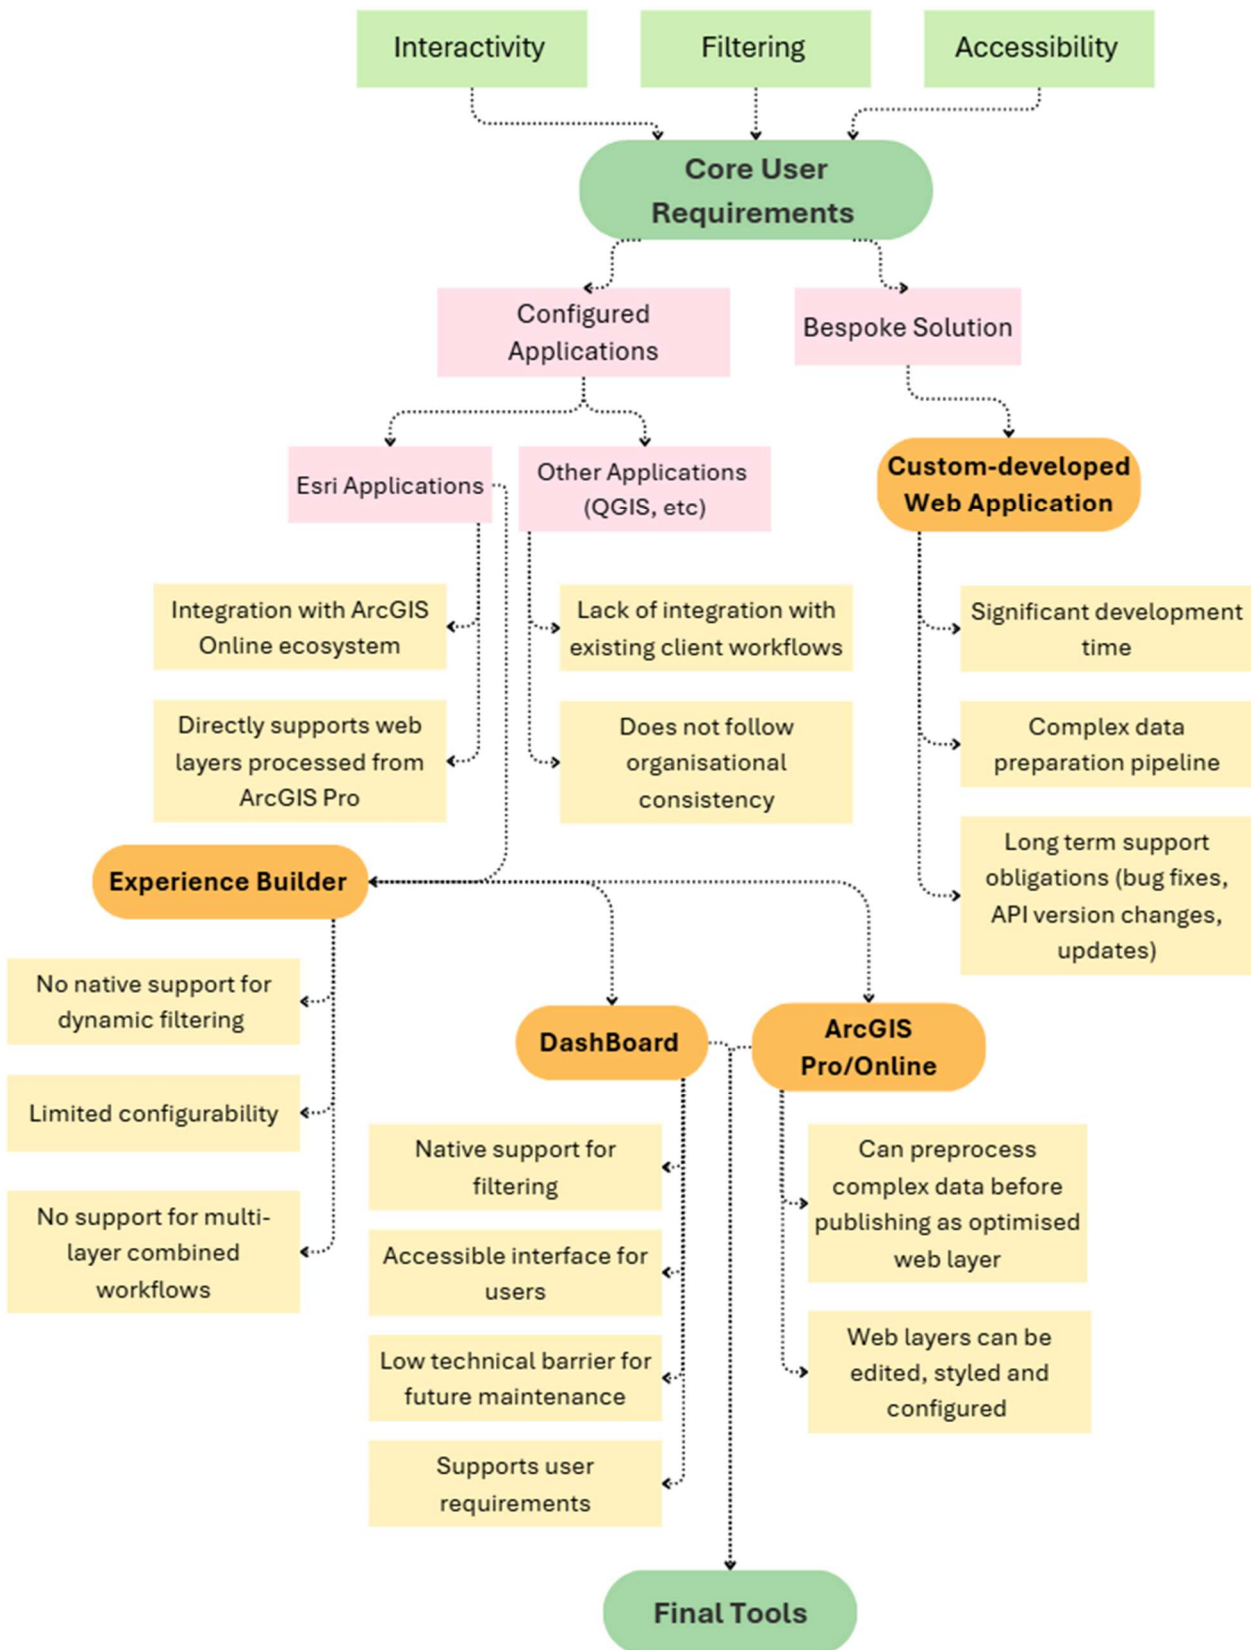 Interactivity
Filtering
Accessibility
Core User
Requirements
Configured
Applications
Bespoke Solution
Esri Applications
Other Applications
(QGIS, etc)
Custom-developed
Web Application
Integration with ArcGIS
Online ecosystem
Lack of integration with
existing client workflows
Significant development
time
Directly supports web
layers processed from
ArcGIS Pro
Does not follow
organisational
consistency
Complex data
preparation pipeline
Long term support
obligations (bug fixes,
API version changes,
updates)
Experience Builder
No native support for
dynamic filtering
Limited configurability
No support for multi-
layer combined
workflows
DashBoard
ArcGIS
Pro/Online
Native support for
filtering
Accessible interface for
users
Low technical barrier for
future maintenance
Supports user
requirements
Can preprocess
complex data before
publishing as optimised
web layer
Web layers can be
edited, styled and
configured
Final Tools